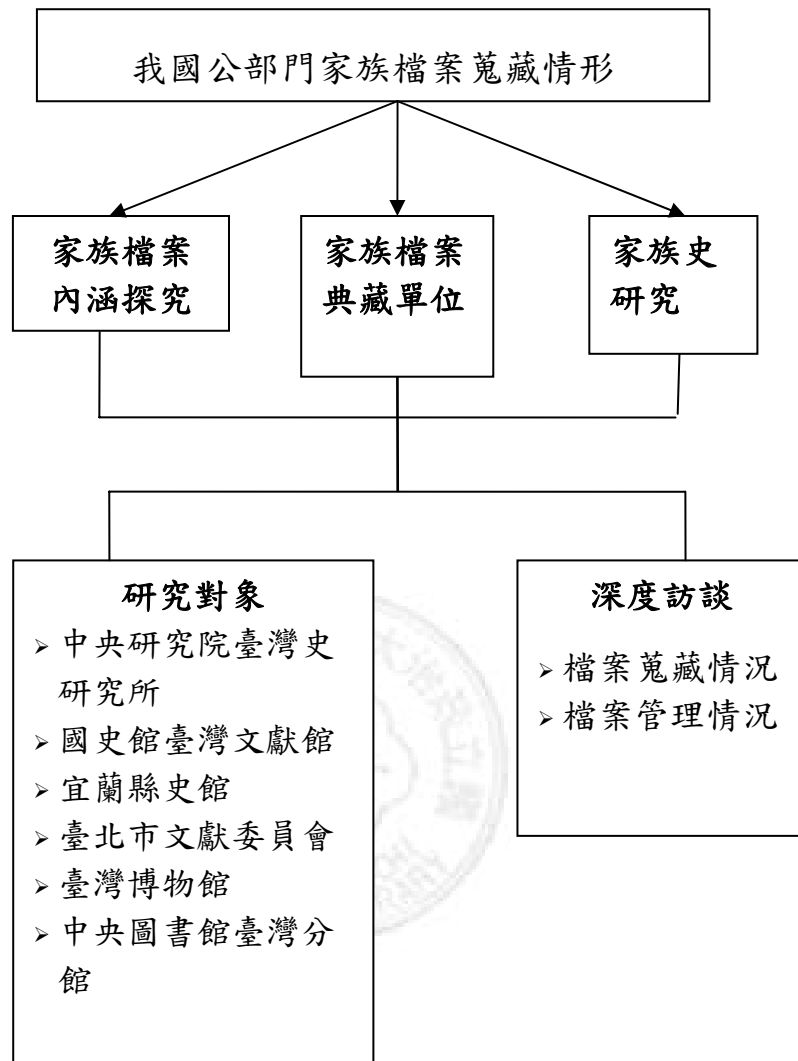 我國公部門家族檔案蒐藏情形
家族檔案
內涵探究
家族檔案
典藏單位
家族史
研究
研究對象
➢中央研究院臺灣史
研究所
➢國史館臺灣文獻館
➢宜蘭縣史館
➢臺北市文獻委員會
➢臺灣博物館
➢中央圖書館臺灣分
館
深度訪談
➢檔案蒐藏情況
➢檔案管理情況